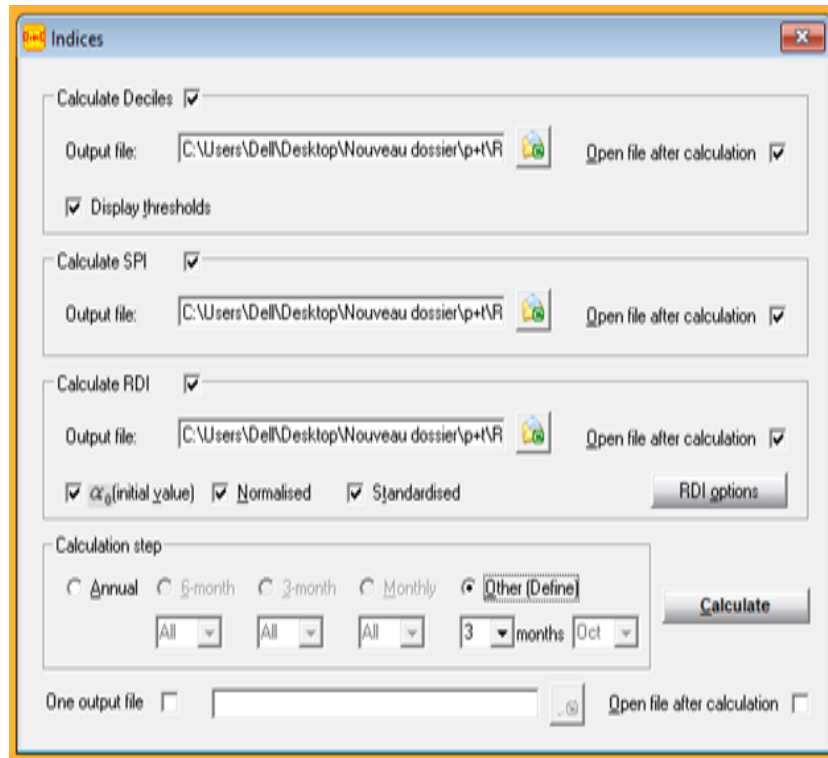 DrinC Indices
Calculate Deciles
Output file: C:\Users\Dell\Desktop\Nouveau dossier\p+t\R Open file after calculation
Display thresholds
Calculate SPI
Output file: C:\Users\Dell\Desktop\Nouveau dossier\p+t\R Open file after calculation
Calculate RDI
Output file: C:\Users\Dell\Desktop\Nouveau dossier\p+t\R Open file after calculation
α0(initial value) Normalised Standardised RDI options
Calculation step
Annual 6-month 3-month Monthly Other (Define)
Calculate
All All All 3 months Oct
One output file Open file after calculation